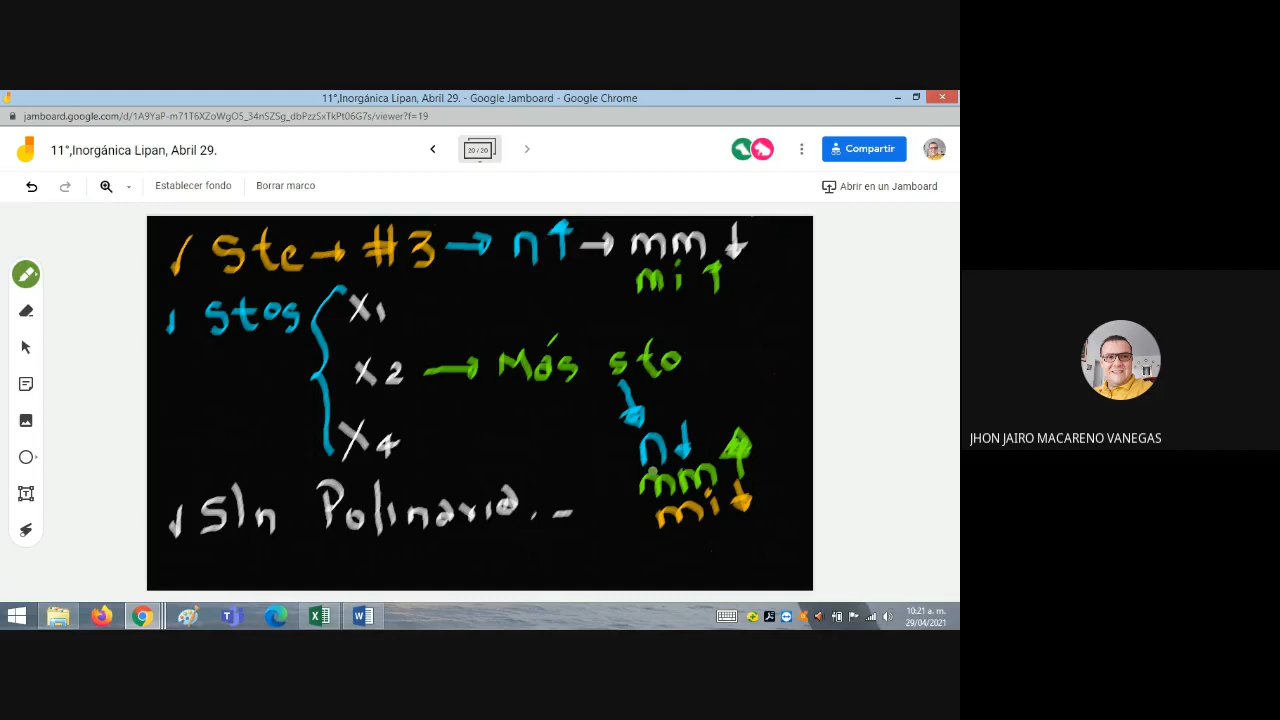 11°,Inorgánica Lipan, Abríl 29. - Google Jamboard - Google Chrome
jamboard.google.com/d/1A9YaP-m71T6XZoWgO5_34nSZSg_dbPzzSxTkPt06G7s/viewer?f=19
11°,Inorgánica Lipan, Abríl 29.
20 / 20
Compartir
Establecer fondo
Borrar marco
Abrir en un Jamboard
✓ Ste → #3 → n↑ → mm ↓
mi ↑
✓ stos { X1
X2 → Más sto
↓
n↓
X4
mm ↑
mi ↓
✓ Sln Polinaria. -
JHON JAIRO MACARENO VANEGAS
10:21 a. m.
29/04/2021